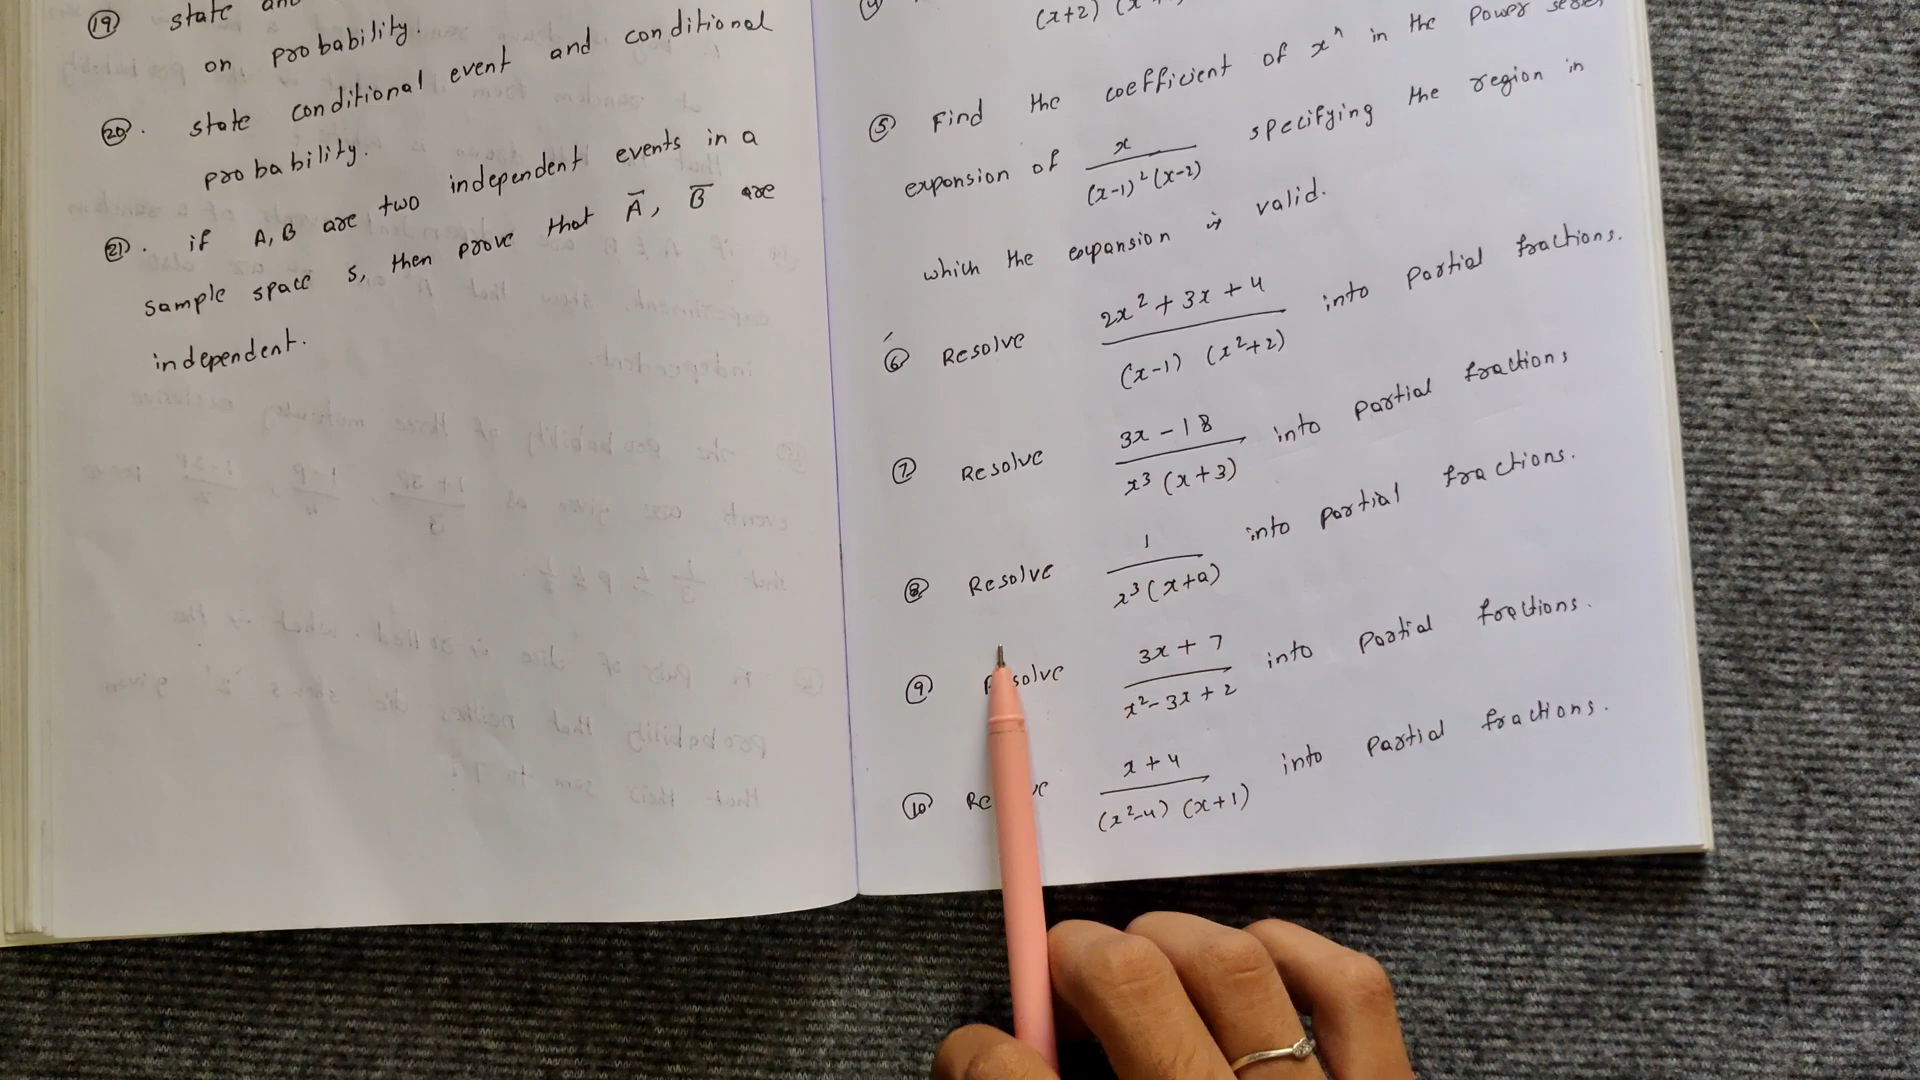 (19) state
on probability.
(20). state conditional event and conditional
probability.
(21). if A, B are two independent events in a
sample space S, then prove that A̅, B̅ are
independent.
(x+2)
(5) Find the coefficient of xⁿ in the power series
expansion of x/((x-1)²(x-2)) specifying the region in
which the expansion is valid.
(6) Resolve (2x² + 3x + 4)/((x-1) (x²+2)) into partial fractions.
(7) Resolve (3x - 18)/(x³ (x+3)) into partial fractions
(8) Resolve 1/(x³(x+a)) into partial fractions.
(9) Resolve (3x + 7)/(x² - 3x + 2) into partial fractions.
(10) Re ve (x + 4)/((x²-4) (x+1)) into partial fractions.